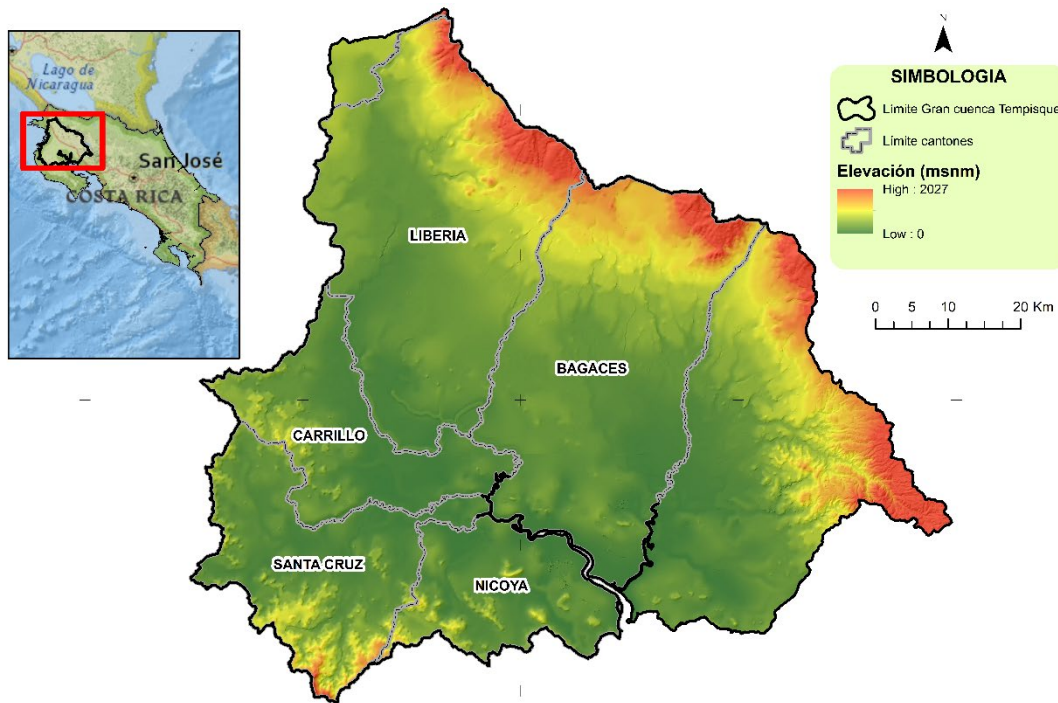 Lago de
Nicaragua
San José
COSTA RICA
LIBERIA
BAGACES
CARRILLO
SANTA CRUZ
NICOYA
N
SIMBOLOGIA
Límite Gran cuenca Tempisque
Límite cantones
Elevación (msnm)
High : 2027
Low : 0
0 5 10 20 Km